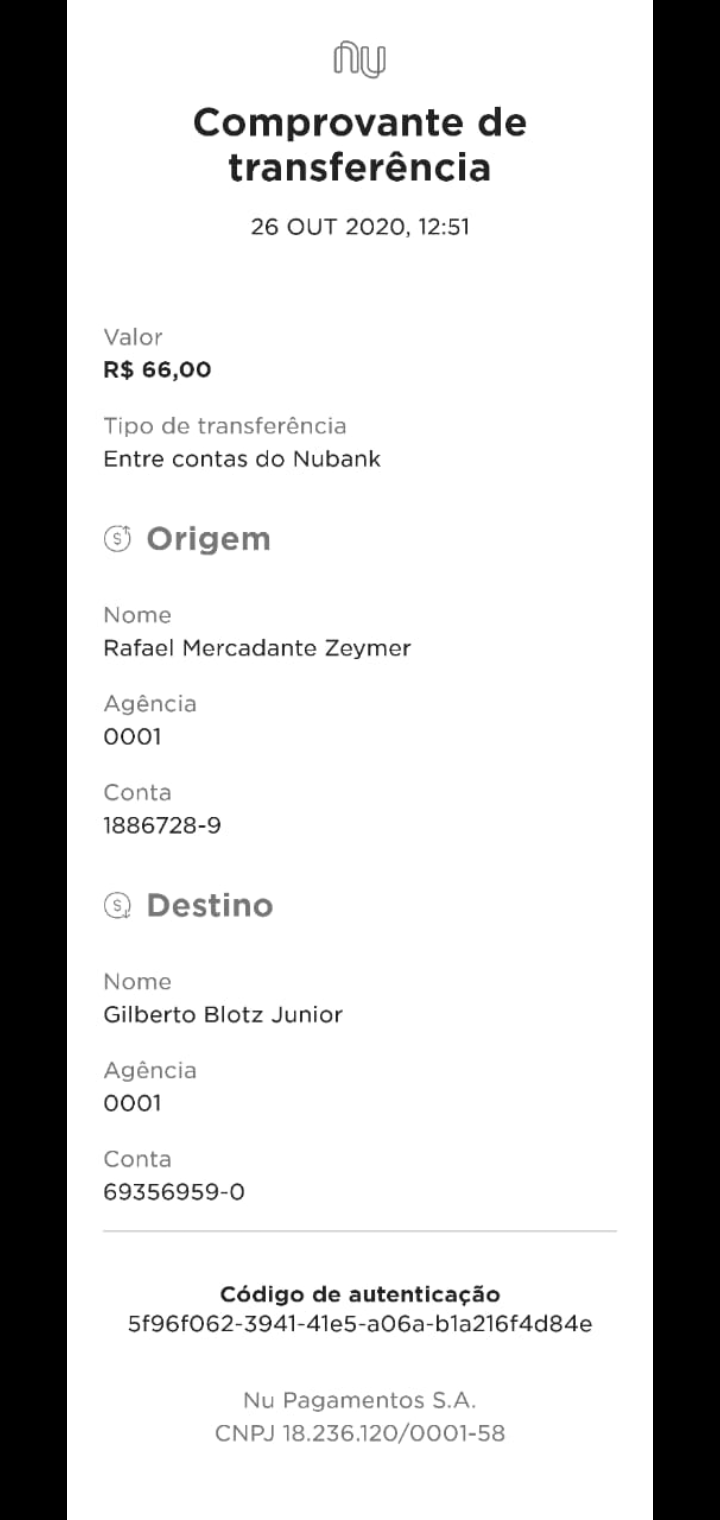 nu
Comprovante de
transferência
26 OUT 2020, 12:51
Valor
R$ 66,00
Tipo de transferência
Entre contas do Nubank
Origem
Nome
Rafael Mercadante Zeymer
Agência
0001
Conta
1886728-9
Destino
Nome
Gilberto Blotz Junior
Agência
0001
Conta
69356959-0
Código de autenticação
5f96f062-3941-41e5-a06a-b1a216f4d84e
Nu Pagamentos S.A.
CNPJ 18.236.120/0001-58